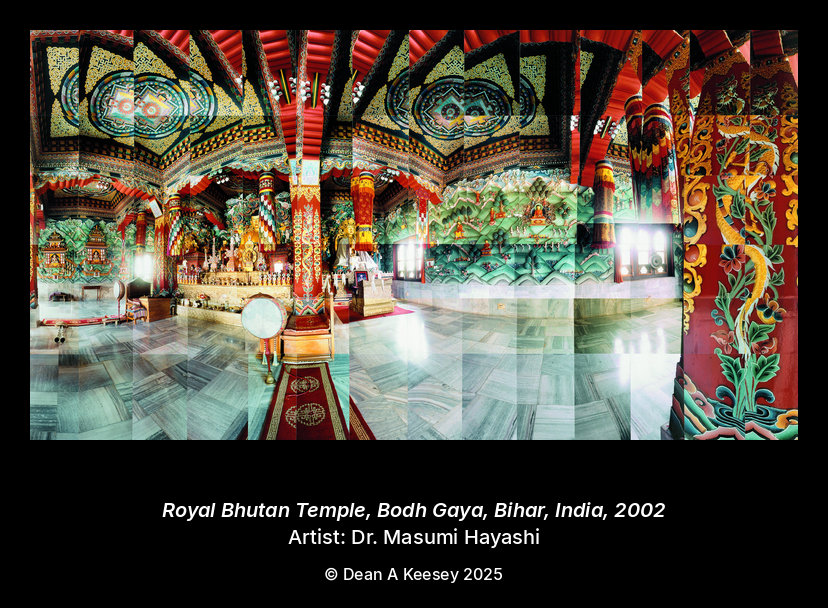 Royal Bhutan Temple, Bodh Gaya, Bihar, India, 2002
Artist: Dr. Masumi Hayashi
© Dean A Keesey 2025